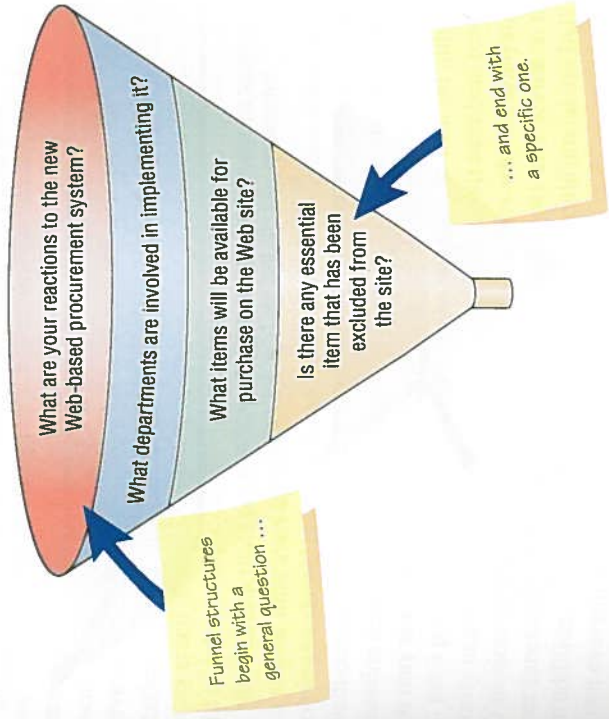 What are your reactions to the new
Web-based procurement system?
What departments are involved in implementing it?
What items will be available for
purchase on the Web site?
Is there any essential
item that has been
excluded from
the site?
Funnel structures
begin with a
general question ...
... and end with
a specific one.